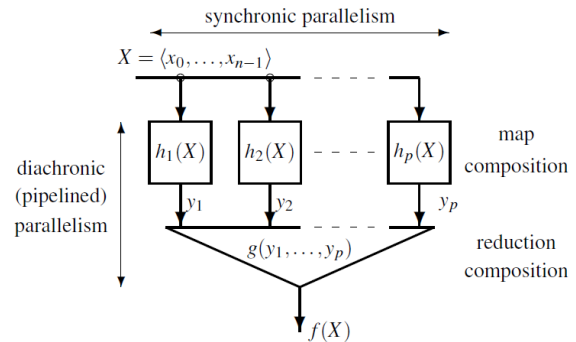 synchronic parallelism
X = ⟨x₀,...,xₙ₋₁⟩
h₁(X)
h₂(X)
hₚ(X)
map
composition
diachronic
(pipelined)
parallelism
y₁
y₂
yₚ
g(y₁,...,yₚ)
reduction
composition
f(X)